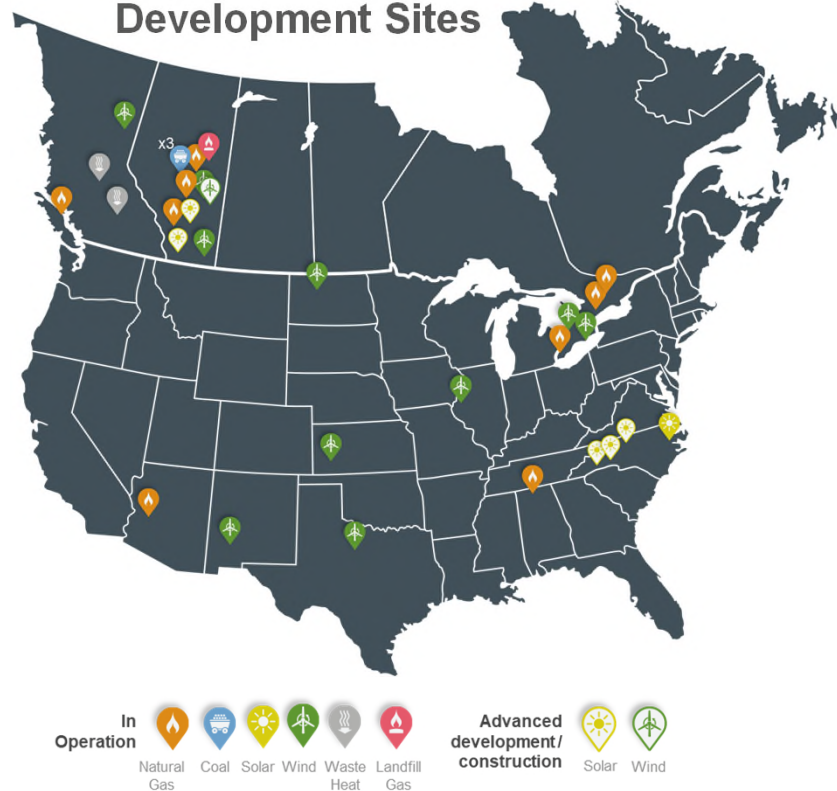 Development Sites
x3
In
Operation
Natural
Gas
Coal
Solar
Wind
Waste
Heat
Landfill
Gas
Advanced
development/
construction
Solar
Wind